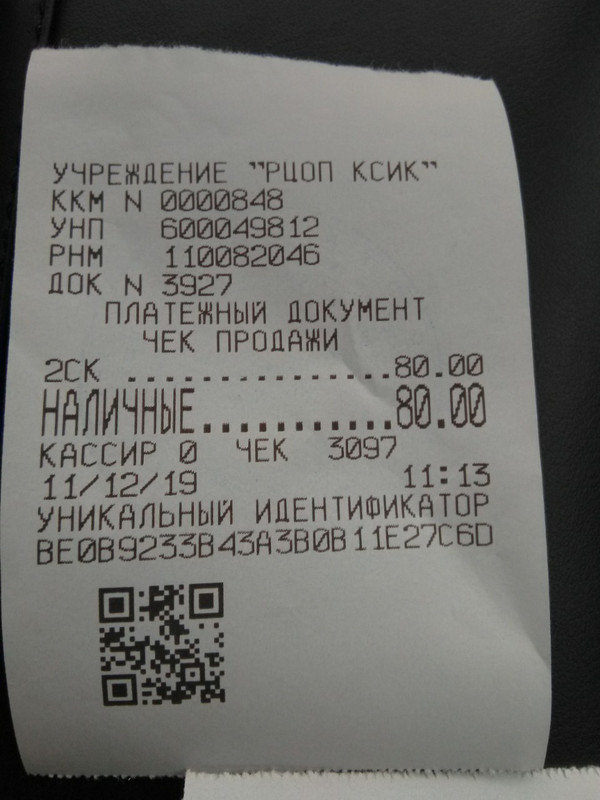 УЧРЕЖДЕНИЕ "РЦОП КСИК"
ККМ N 0000848
УНП 600049812
РНМ 110082046
ДОК N 3927
ПЛАТЕЖНЫЙ ДОКУМЕНТ
ЧЕК ПРОДАЖИ
2СК ...............80.00
НАЛИЧНЫЕ...........80.00
КАССИР 0 ЧЕК 3097
11/12/19 11:13
УНИКАЛЬНЫЙ ИДЕНТИФИКАТОР
BE0B9233B43A3B0B11E27C6D